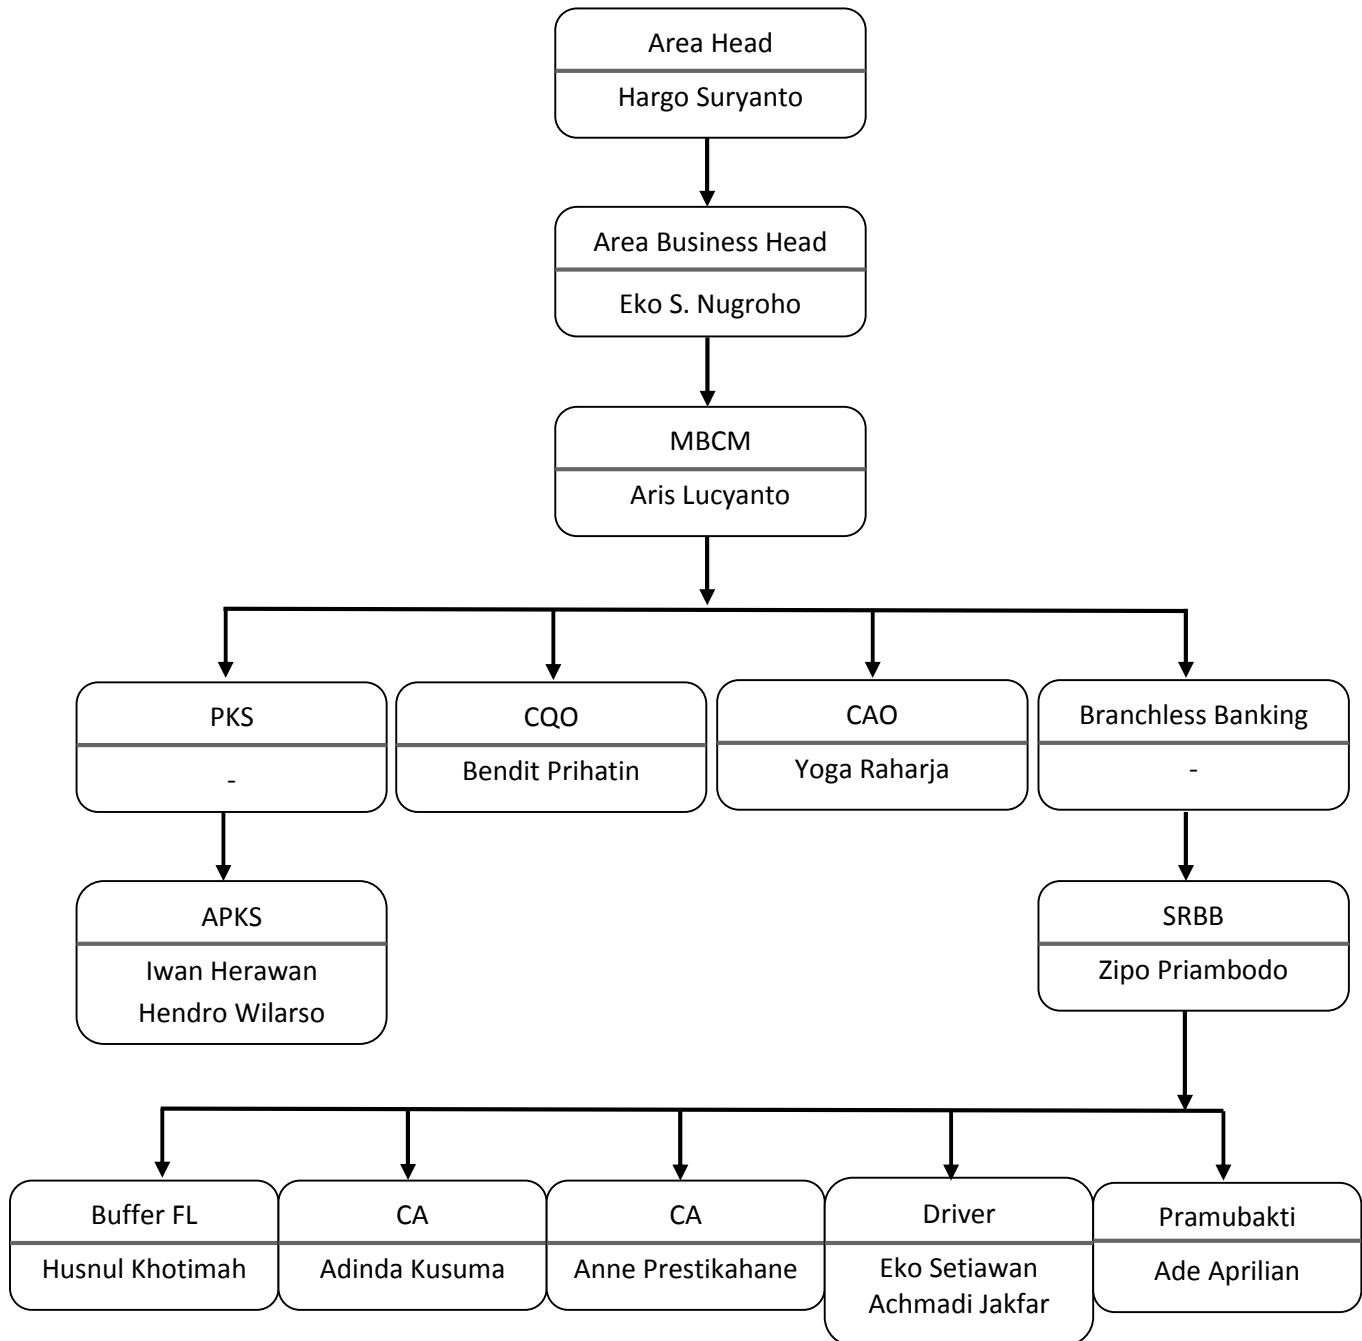 Area Head
Hargo Suryanto
Area Business Head
Eko S. Nugroho
MBCM
Aris Lucyanto
PKS
-
CQO
Bendit Prihatin
CAO
Yoga Raharja
Branchless Banking
-
APKS
Iwan Herawan
Hendro Wilarso
SRBB
Zipo Priambodo
Buffer FL
Husnul Khotimah
CA
Adinda Kusuma
CA
Anne Prestikahane
Driver
Eko Setiawan
Achmadi Jakfar
Pramubakti
Ade Aprilian